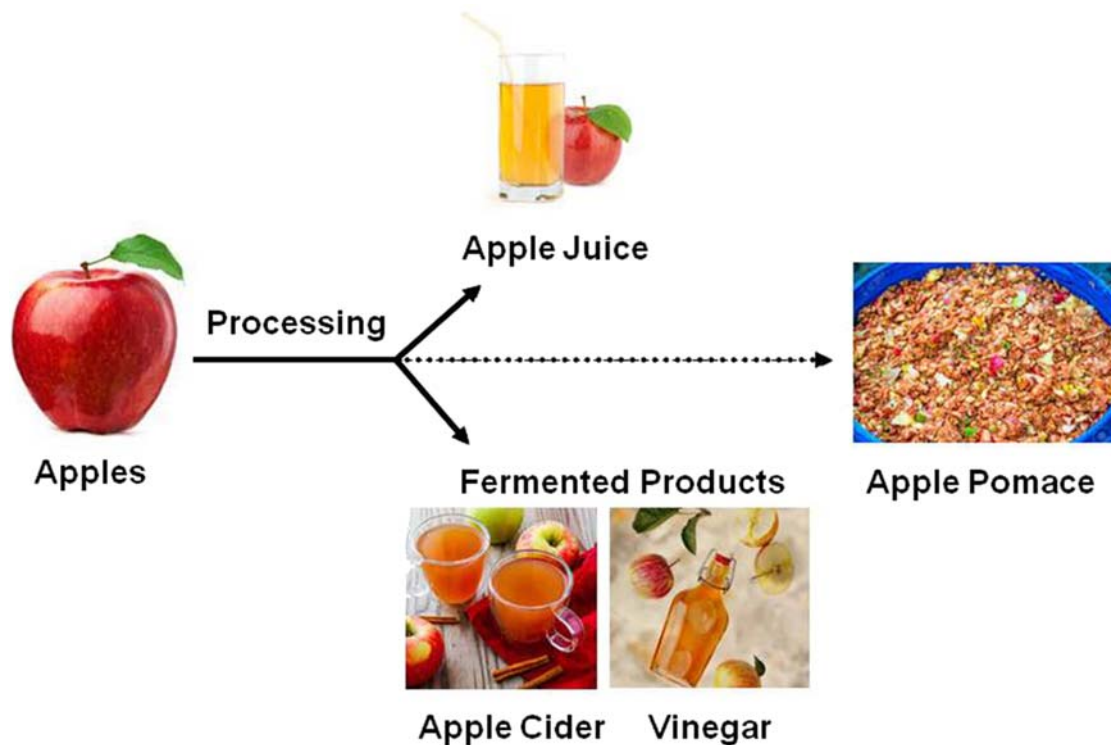 Apple Juice
Processing
Apples
Fermented Products
Apple Pomace
Apple Cider
Vinegar